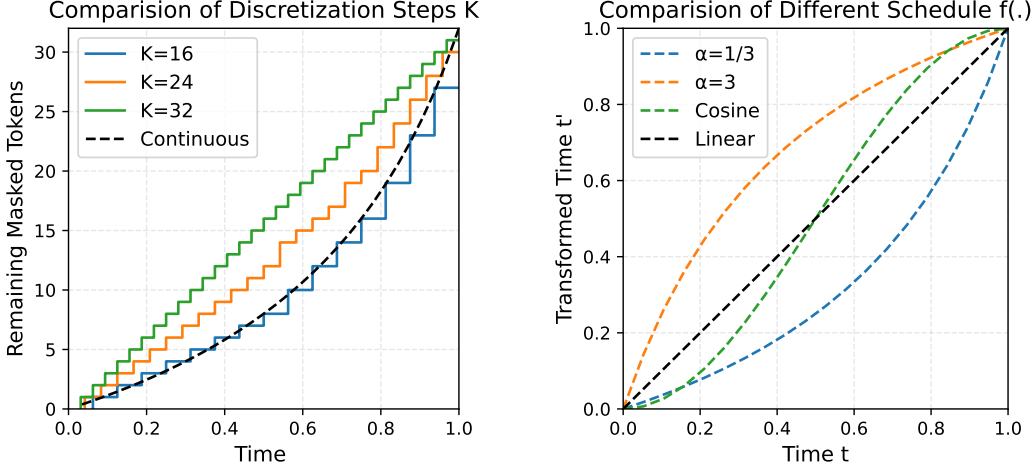 Comparision of Discretization Steps K
K=16
K=24
K=32
Continuous
Remaining Masked Tokens
30
25
20
15
10
5
0
0.0 0.2 0.4 0.6 0.8 1.0
Time
Comparision of Different Schedule f(.)
α=1/3
α=3
Cosine
Linear
Transformed Time t'
1.0
0.8
0.6
0.4
0.2
0.0
0.0 0.2 0.4 0.6 0.8 1.0
Time t